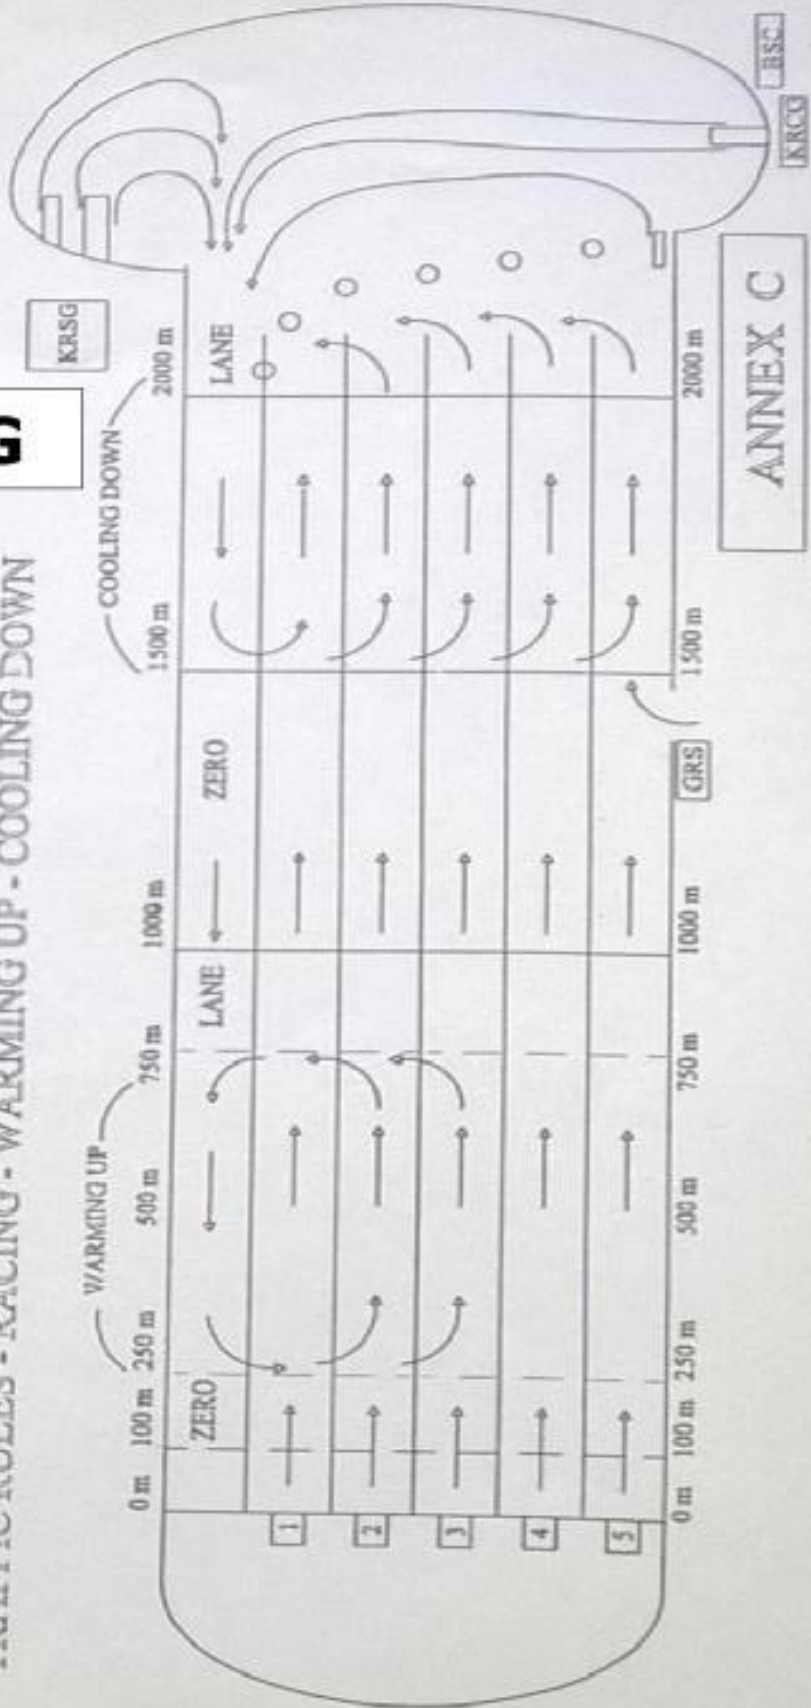 G)
TRAFFIC RULES - RACING - WARMING UP - COOLING DOWN
WARMING UP
COOLING DOWN
KRSG
0 m 100 m 250 m 500 m 750 m 1000 m 1500 m 2000 m
ZERO LANE ZERO LANE
1
2
3
4
5
0 m 100 m 250 m 500 m 750 m 1000 m 1500 m 2000 m
GRS
ANNEX C
BSC